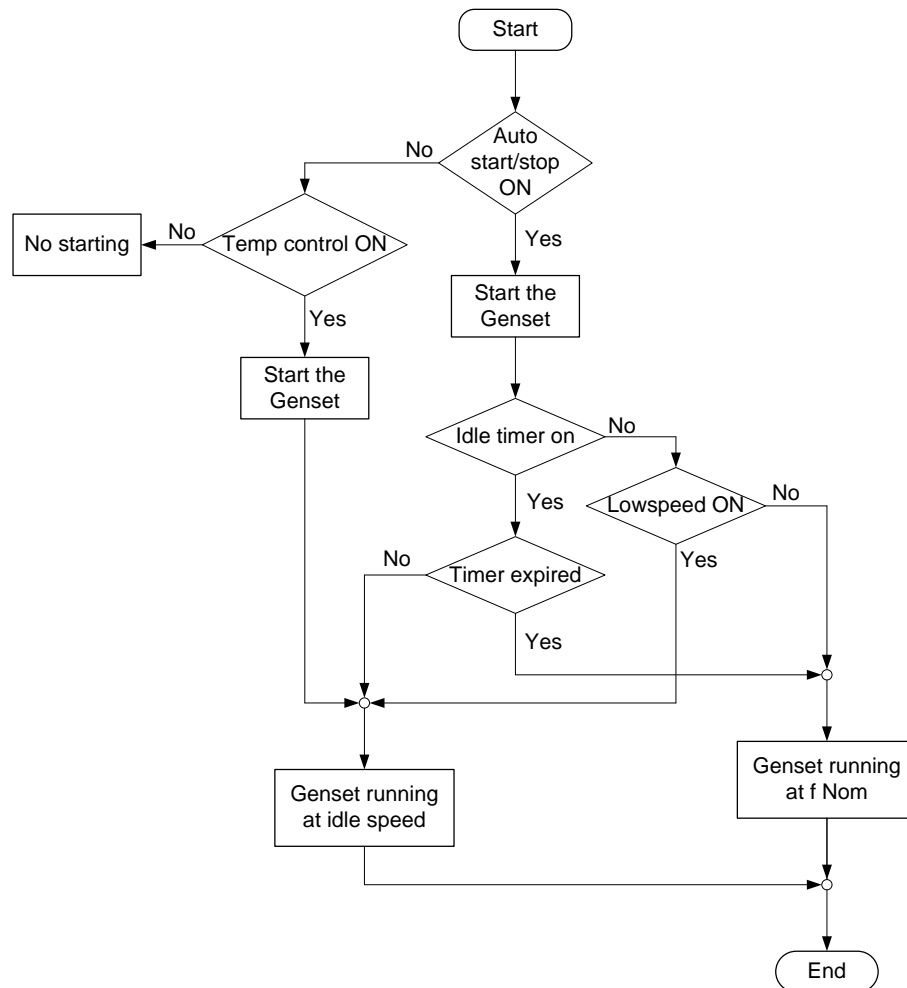 Start
Auto
start/stop
ON
No
Yes
Temp control ON
No
No starting
Yes
Start the
Genset
Start the
Genset
Idle timer on
No
Yes
Lowspeed ON
No
Yes
Timer expired
No
Yes
Genset running
at idle speed
Genset running
at f Nom
End